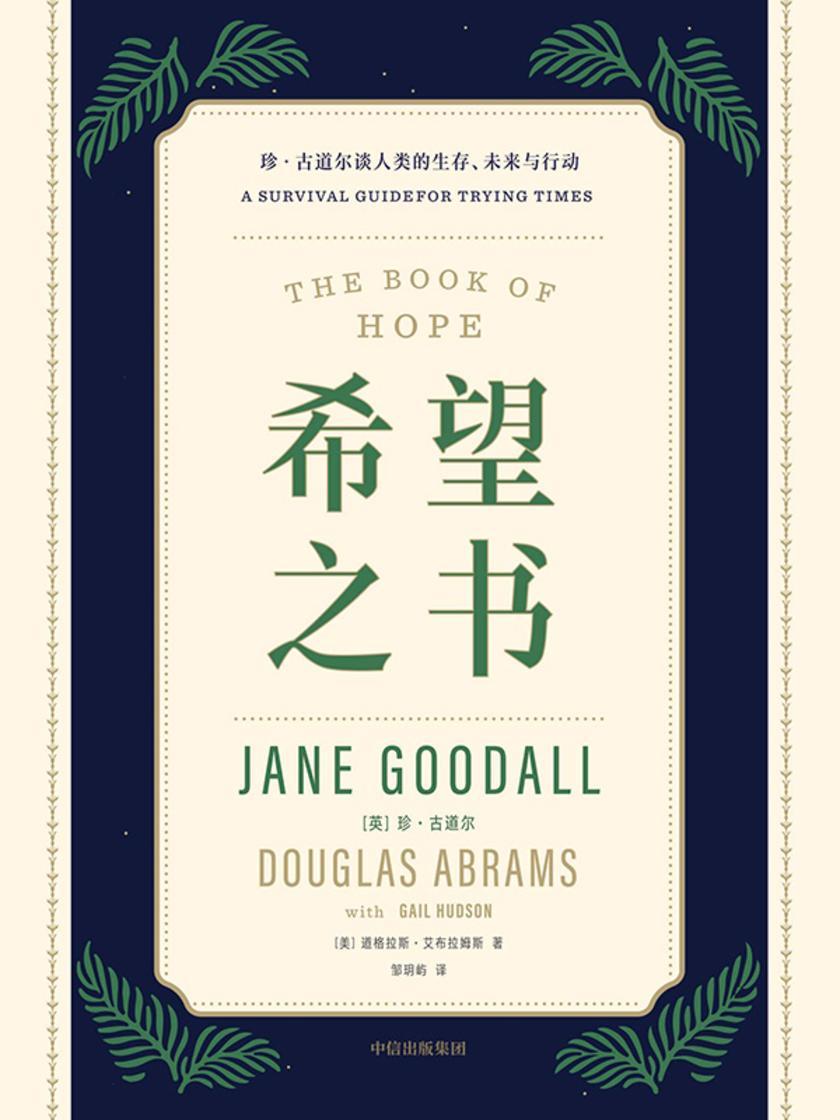 珍·古道尔谈人类的生存、未来与行动
A SURVIVAL GUIDEFOR TRYING TIMES
THE BOOK OF
HOPE
希望
之书
JANE GOODALL
[英] 珍·古道尔
DOUGLAS ABRAMS
with GAIL HUDSON
[美] 道格拉斯·艾布拉姆斯 著
邹玥屿 译
中信出版集团